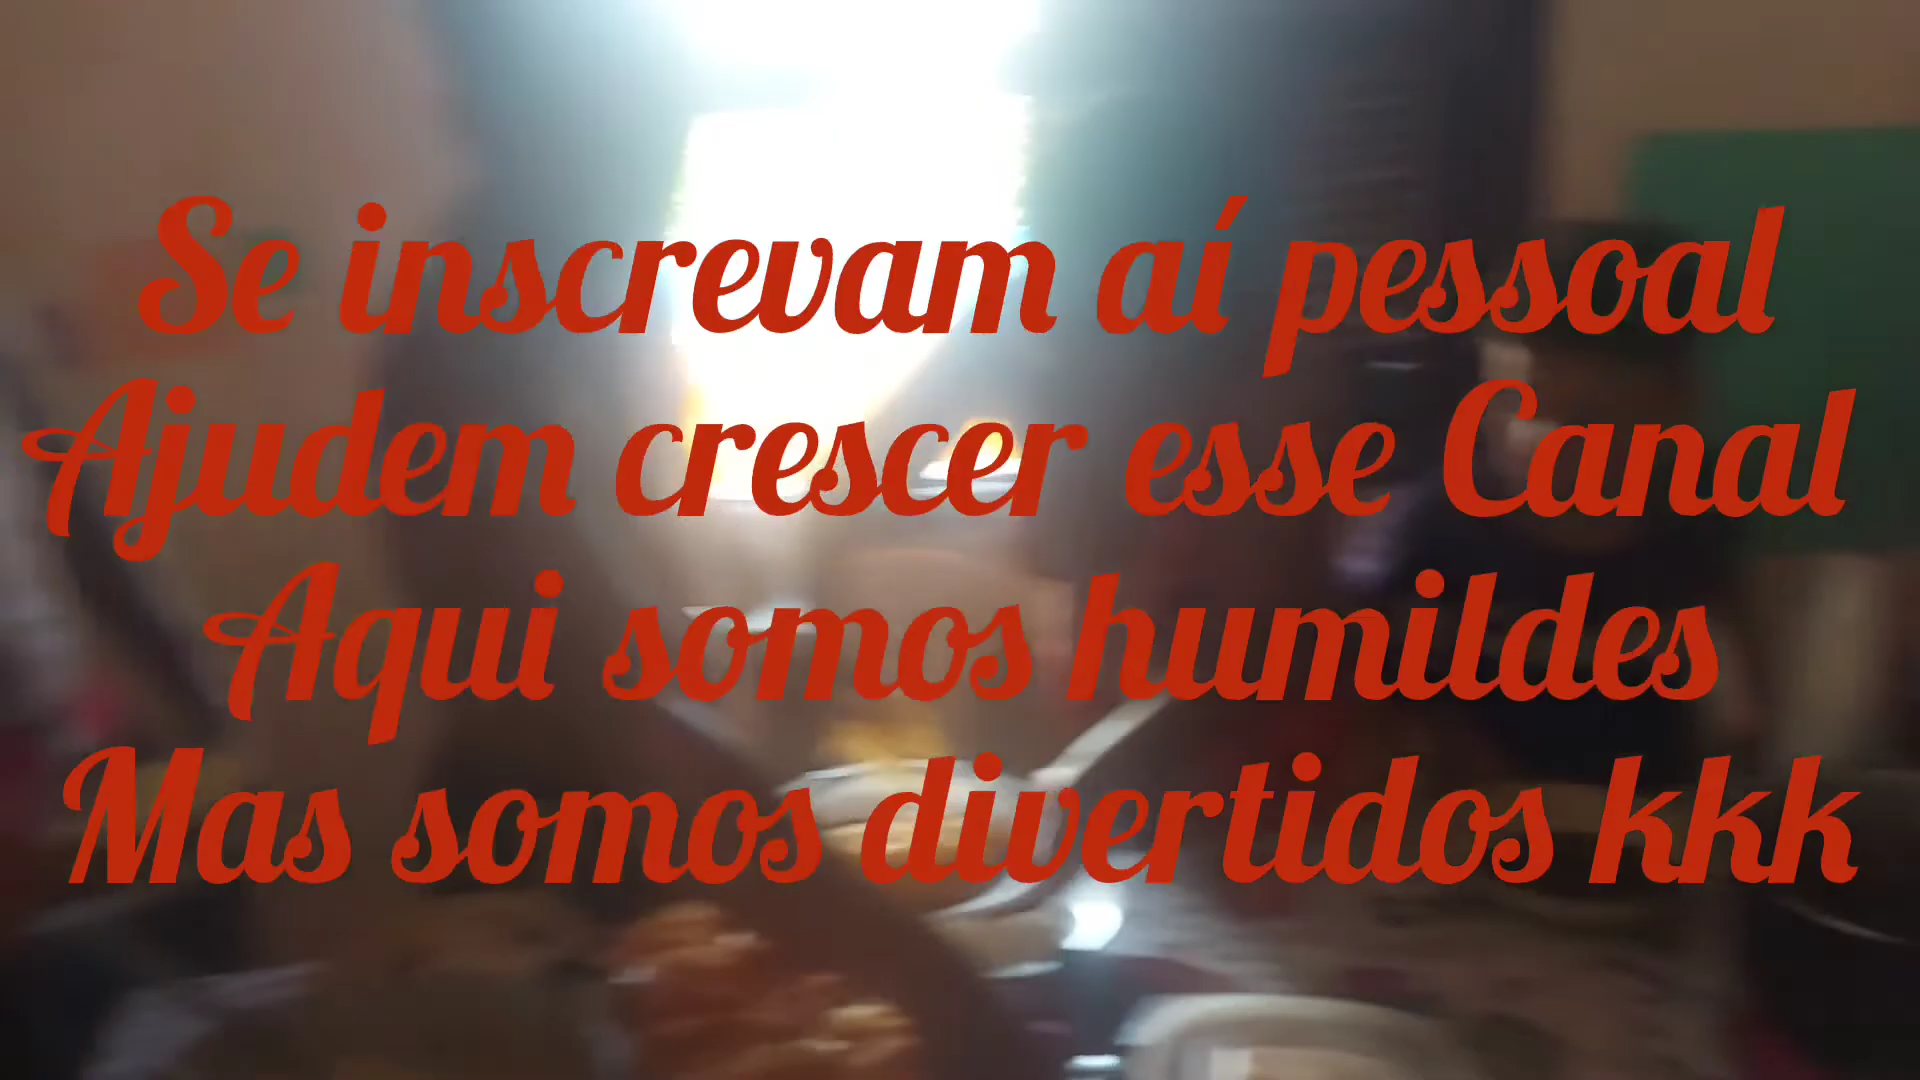 Se inscrevam aí pessoal
Ajudem crescer esse Canal
Aqui somos humildes
Mas somos divertidos kkk